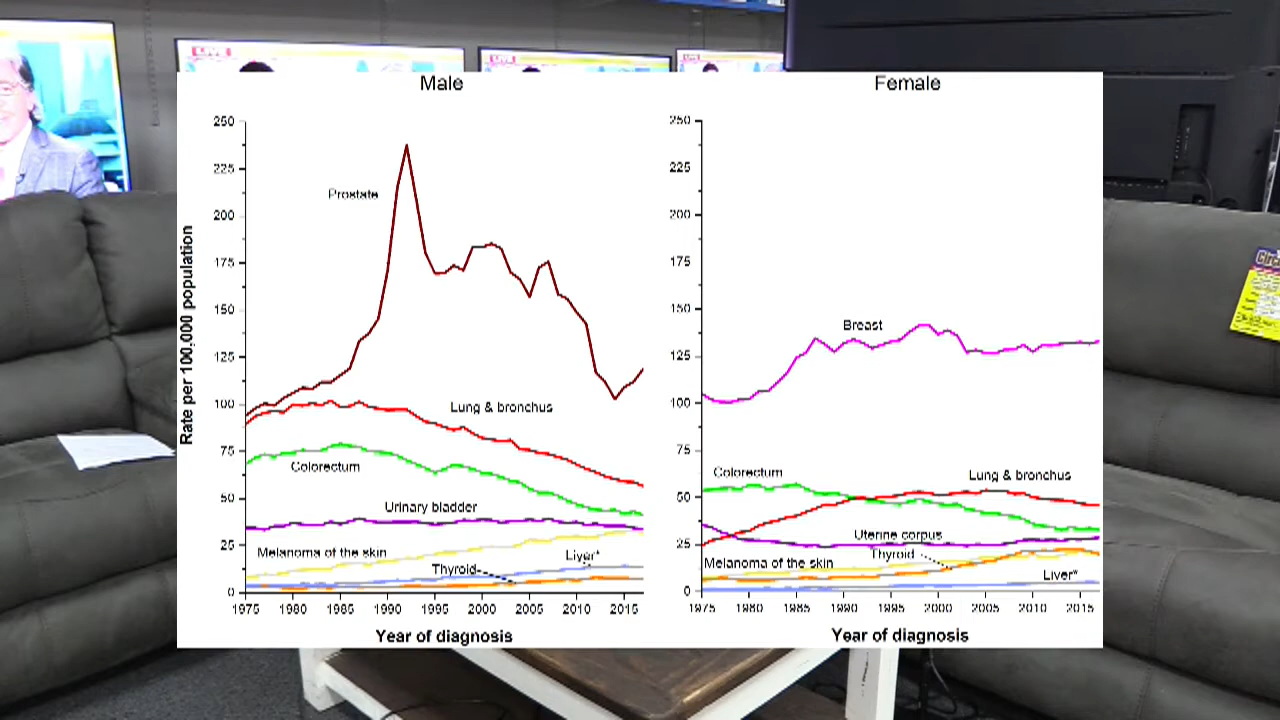 LIVE
LIVE
LIVE
Male
Female
Rate per 100,000 population
250
225
200
175
150
125
100
75
50
25
0
Prostate
Lung & bronchus
Colorectum
Urinary bladder
Melanoma of the skin
Liver*
Thyroid
1975 1980 1985 1990 1995 2000 2005 2010 2015
Year of diagnosis
250
225
200
175
150
125
100
75
50
25
0
Breast
Colorectum
Lung & bronchus
Uterine corpus
Thyroid
Melanoma of the skin
Liver*
1975 1980 1985 1990 1995 2000 2005 2010 2015
Year of diagnosis